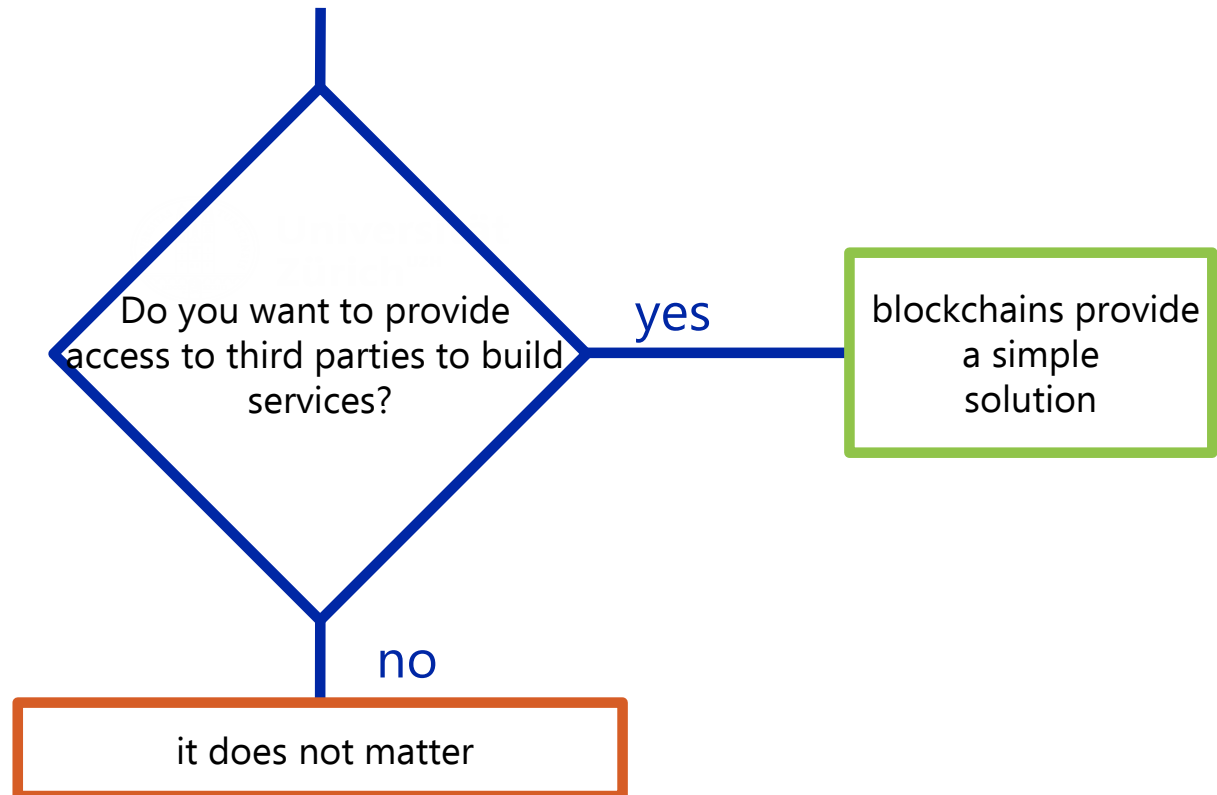 Do you want to provide
access to third parties to build
services?
yes
blockchains provide
a simple
solution
no
it does not matter